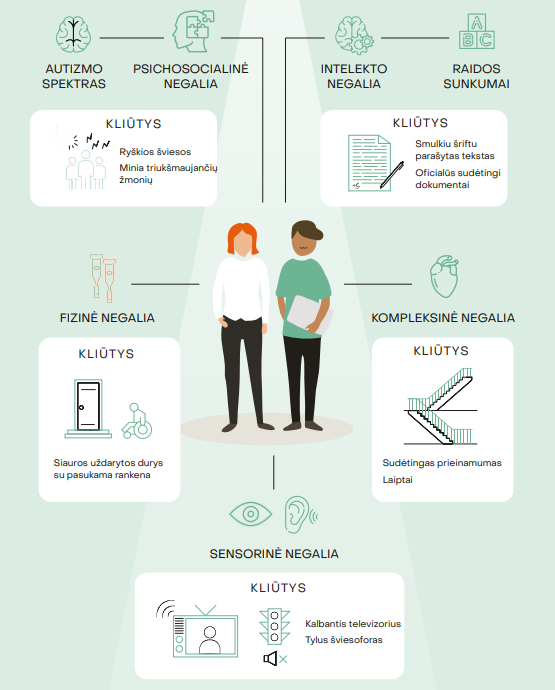 AUTIZMO
SPEKTRAS
PSICHOSOCIALINĖ
NEGALIA
INTELEKTO
NEGALIA
A
B C
RAIDOS
SUNKUMAI
KLIŪTYS
Ryškios šviesos
Minia triukšmaujančių
žmonių
KLIŪTYS
Smulkiu šriftu
parašytas tekstas
Oficialūs sudėtingi
dokumentai
FIZINĖ NEGALIA
KLIŪTYS
Siauros uždarytos durys
su pasukama rankena
KOMPLEKSINĖ NEGALIA
KLIŪTYS
Sudėtingas prieinamumas
Laiptai
SENSORINĖ NEGALIA
KLIŪTYS
Kalbantis televizorius
Tylus šviesoforas